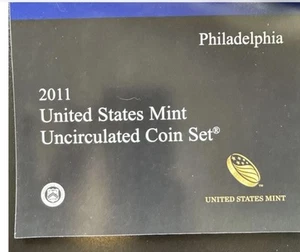 Philadelphia
2011
United States Mint
Uncirculated Coin Set®
UNITED STATES MINT